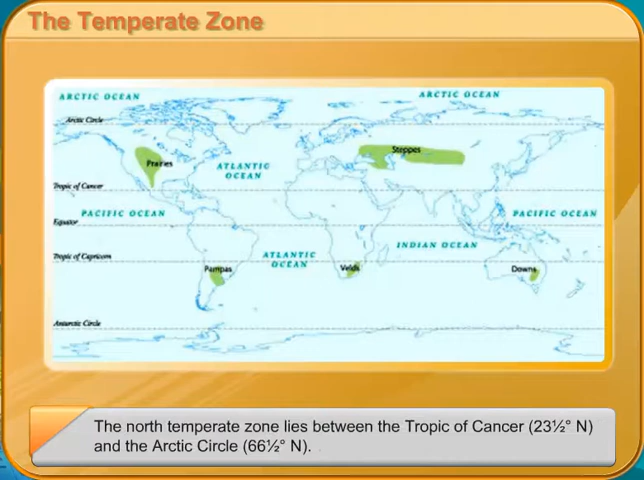 The Temperate Zone
ARCTIC OCEAN
ARCTIC OCEAN
Arctic Circle
Prairies
Steppes
ATLANTIC
OCEAN
Tropic of Cancer
PACIFIC OCEAN
PACIFIC OCEAN
Equator
INDIAN OCEAN
Tropic of Capricorn
ATLANTIC
OCEAN
Pampas
Velds
Downs
Antarctic Circle
The north temperate zone lies between the Tropic of Cancer (23½° N)
and the Arctic Circle (66½° N).